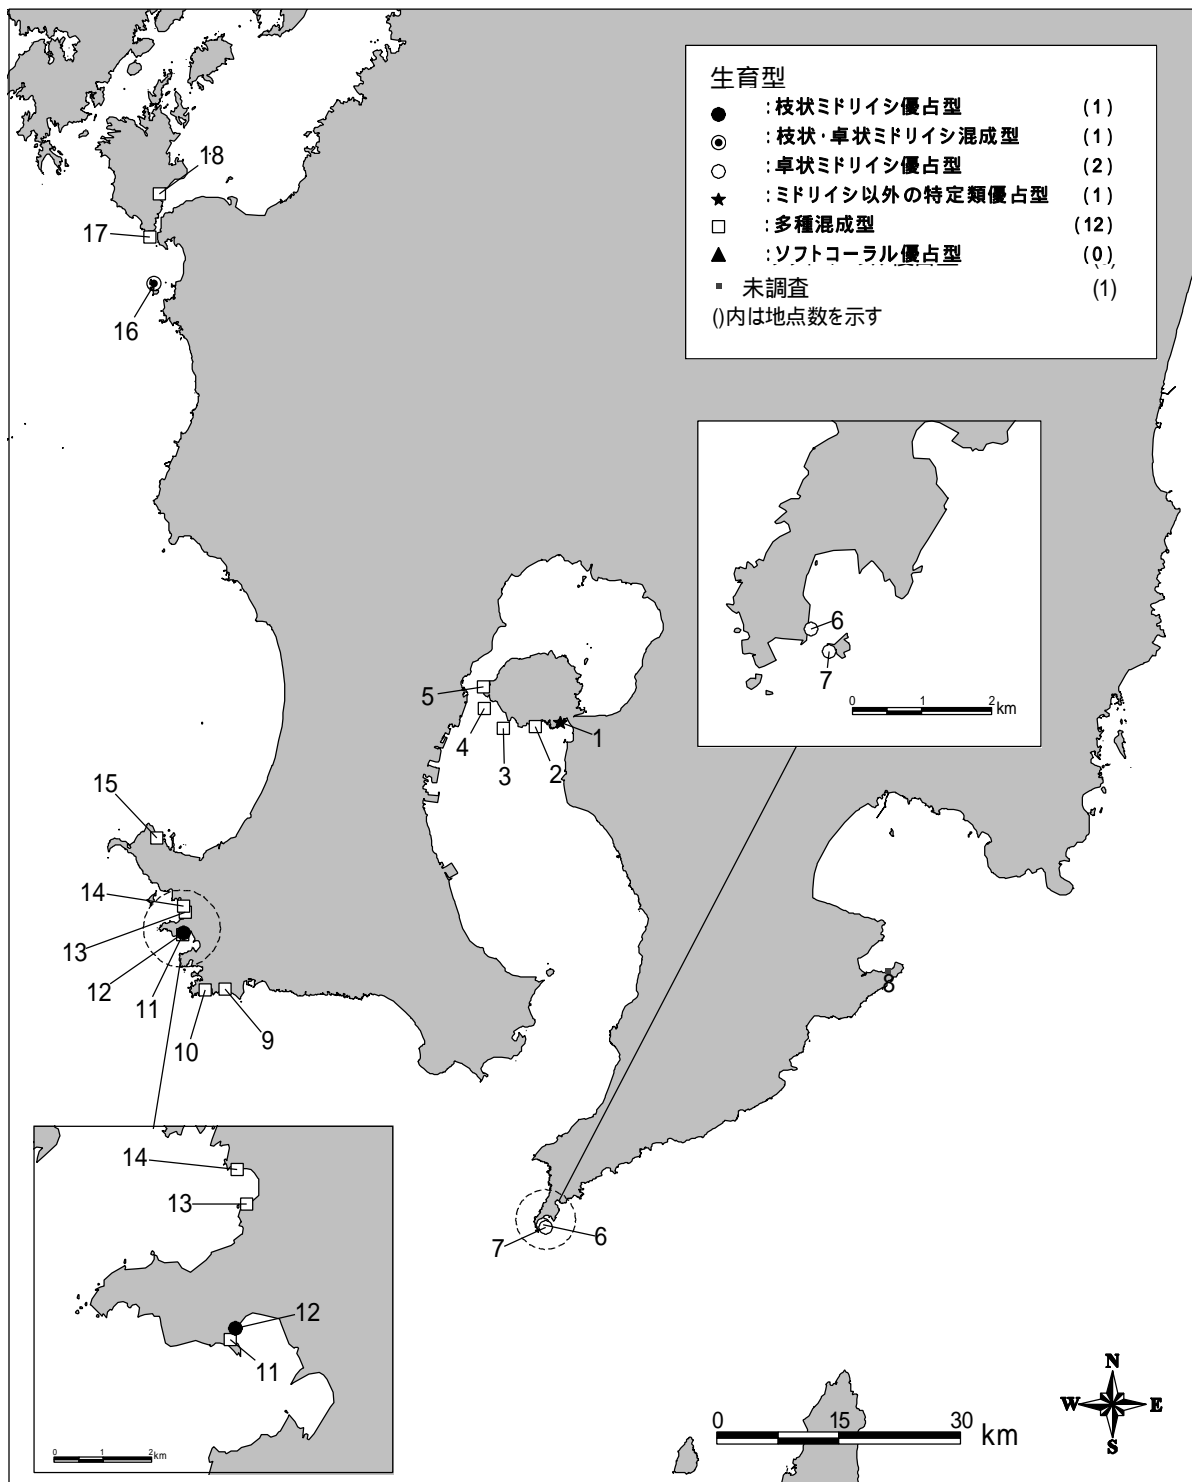 生育型
● :枝状ミドリイシ優占型 (1)
◉ :枝状・卓状ミドリイシ混成型 (1)
○ :卓状ミドリイシ優占型 (2)
★ :ミドリイシ以外の特定類優占型 (1)
□ :多種混成型 (12)
▲ :ソフトコーラル優占型 (0)
▪ 未調査 (1)
()内は地点数を示す
18
17
16
6
7
0 1 2 km
5
4
3
2
1
15
14
13
12
11
10
9
8
7
6
14
13
12
11
0 1 2 km
0 15 30 km
N
W E
S